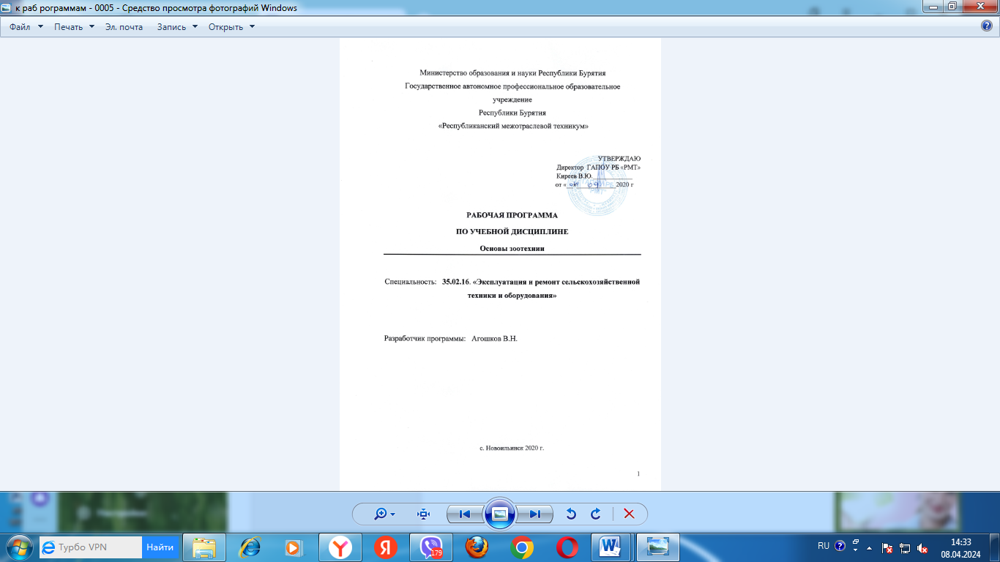 к раб рограммам - 0005 - Средство просмотра фотографий Windows
Файл Печать Эл. почта Запись Открыть
Министерство образования и науки Республики Бурятия
Государственное автономное профессиональное образовательное
учреждение
Республики Бурятия
«Республиканский межотраслевой техникум»
УТВЕРЖДАЮ
Директор ГАПОУ РБ «РМТ»
Киреев В.Ю.
от « 09 2020 г
РАБОЧАЯ ПРОГРАММА
ПО УЧЕБНОЙ ДИСЦИПЛИНЕ
Основы зоотехнии
Специальность: 35.02.16. «Эксплуатация и ремонт сельскохозяйственной
техники и оборудования»
Разработчик программы: Агошков В.Н.
с. Новоильинск 2020 г.
1
Турбо VPN Найти
179
RU
14:33
08.04.2024